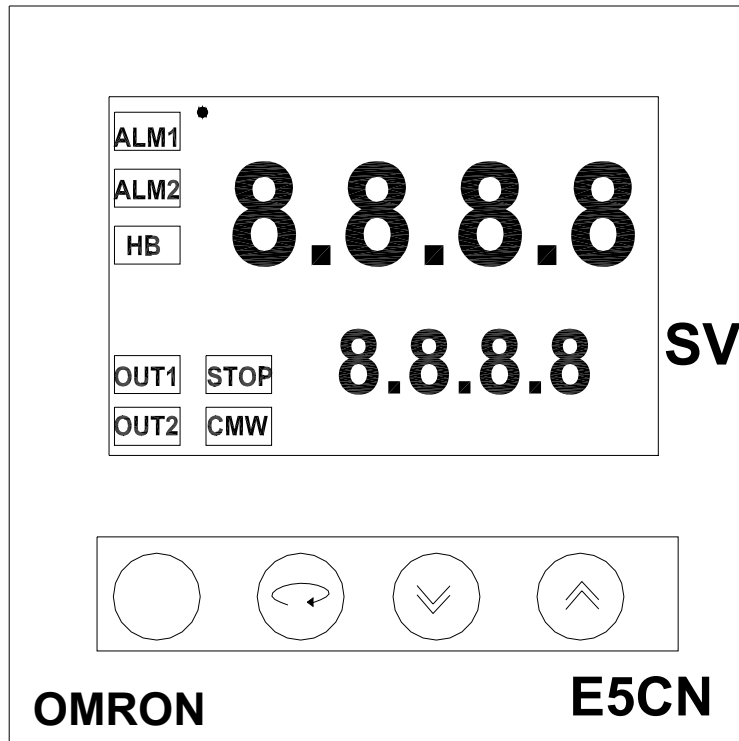 ALM1
8.8.8.8
ALM2
HB
8.8.8.8
SV
OUT1 STOP
OUT2 CMW
OMRON
E5CN